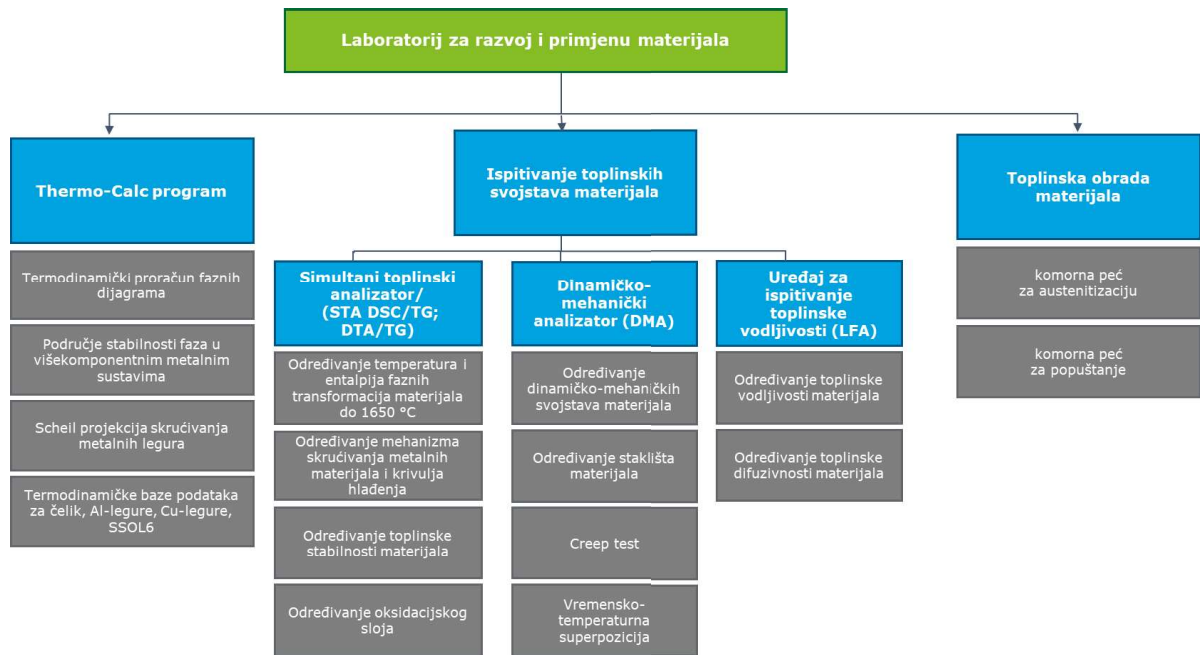 Laboratorij za razvoj i primjenu materijala
Thermo-Calc program
Termodinamički proračun faznih
dijagrama
Područje stabilnosti faza u
višekomponentnim metalnim
sustavima
Scheil projekcija skrućivanja
metalnih legura
Termodinamičke baze podataka
za čelik, Al-legure, Cu-legure,
SSOL6
Ispitivanje toplinskih
svojstava materijala
Simultani toplinski
analizator/
(STA DSC/TG;
DTA/TG)
Određivanje temperatura i
entalpija faznih
transformacija materijala
do 1650 °C
Određivanje mehanizma
skrućivanja metalnih
materijala i krivulja
hlađenja
Određivanje toplinske
stabilnosti materijala
Određivanje oksidacijskog
sloja
Dinamičko-
mehanički
analizator (DMA)
Određivanje
dinamičko-mehaničkih
svojstava materijala
Određivanje staklišta
materijala
Creep test
Vremensko-
temperaturna
superpozicija
Uređaj za
ispitivanje
toplinske
vodljivosti (LFA)
Određivanje toplinske
vodljivosti materijala
Određivanje toplinske
difuzivnosti materijala
Toplinska obrada
materijala
komorna peć
za austenitizaciju
komorna peć
za popuštanje